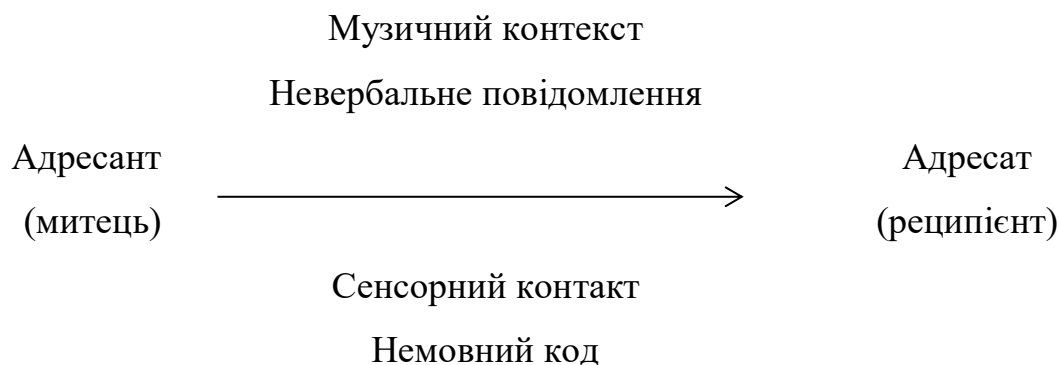 Музичний контекст
Невербальне повідомлення
Адресант
(митець)
Адресат
(реципієнт)
Сенсорний контакт
Немовний код